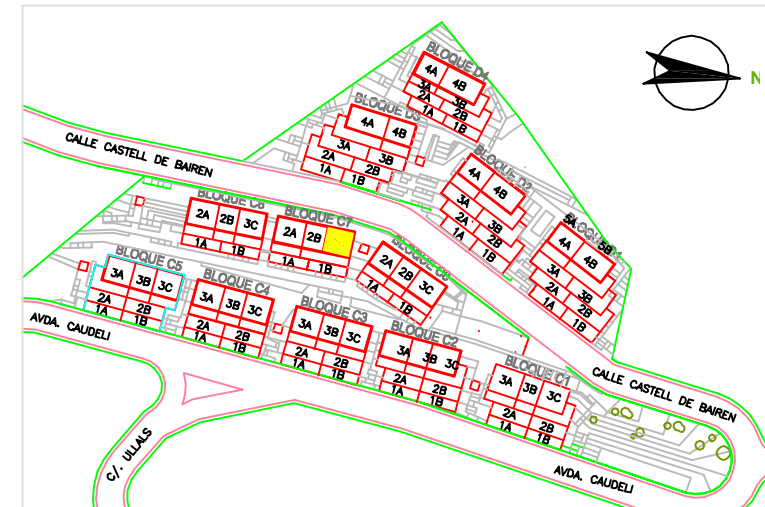 BLOQUE D4
4A 4B
3A 3B
2A 2B
1A 1B
N
BLOQUE D3
4A 4B
3A 3B
2A 2B
1A 1B
CALLE CASTELL DE BAIREN
BLOQUE D2
4A 4B
3A 3B
2A 2B
1A 1B
5A 5B
4A 4B
3A 3B
2A 2B
1A 1B
BLOQUE C6
2A 2B 3C
1A 1B
BLOQUE C7
2A 2B
1A 1B
2A 2B 3C
1A 1B
BLOQUE C5
3A 3B 3C
2A 2B
1A 1B
BLOQUE C4
3A 3B 3C
2A 2B
1A 1B
BLOQUE C3
3A 3B 3C
2A 2B
1A 1B
BLOQUE C2
3A 3B 3C
2A 2B
1A 1B
BLOQUE C1
3A 3B 3C
2A 2B
1A 1B
AVDA. CAUDELI
CALLE CASTELL DE BAIREN
C/. ULLALS
AVDA. CAUDELI